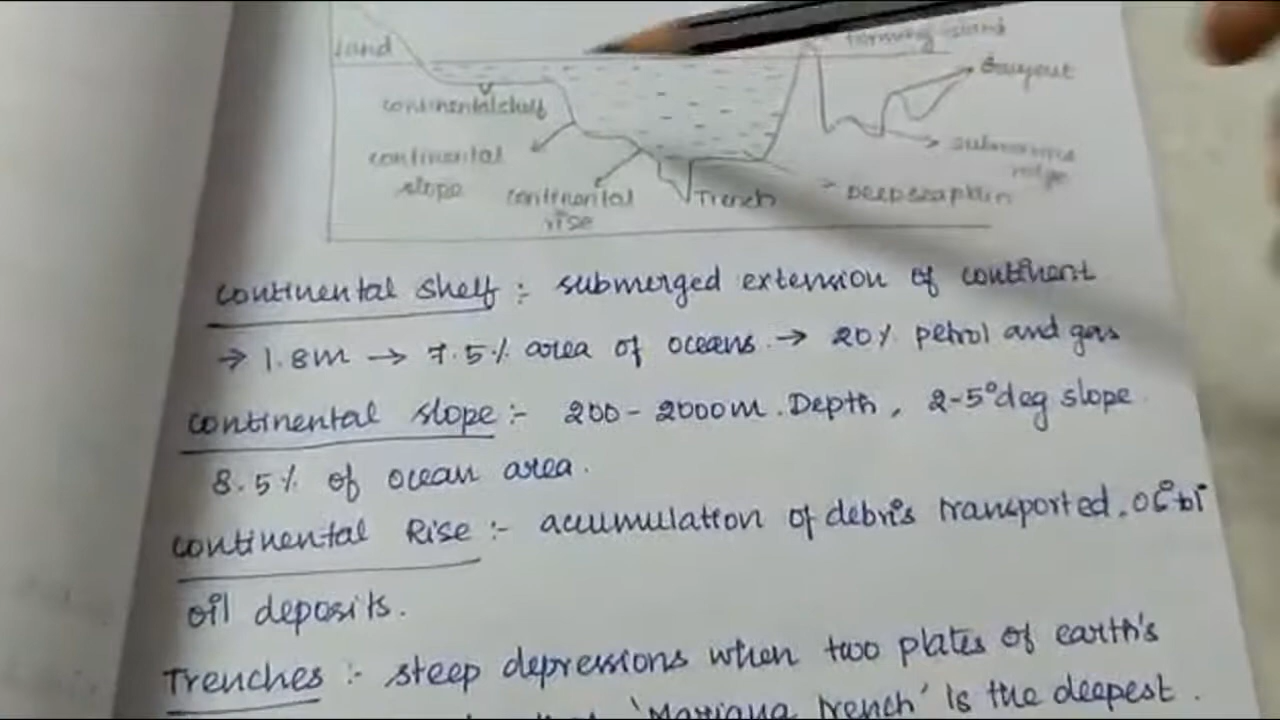 Land
forming island
Guyout
continental shelf
continental
slope
continental
rise
Trench
submarine
ridge
Deep sea plain
continental shelf :- submerged extension of continent
→ 1.8m → 7.5% area of oceans → 20% petrol and gas
continental slope :- 200 - 2000m . Depth , 2-5° deg slope
8.5% of ocean area .
continental Rise :- accumulation of debris transported .
oil deposits .
Trenches :- steep depressions when two plates of earth's
'Mariana trench' is the deepest .